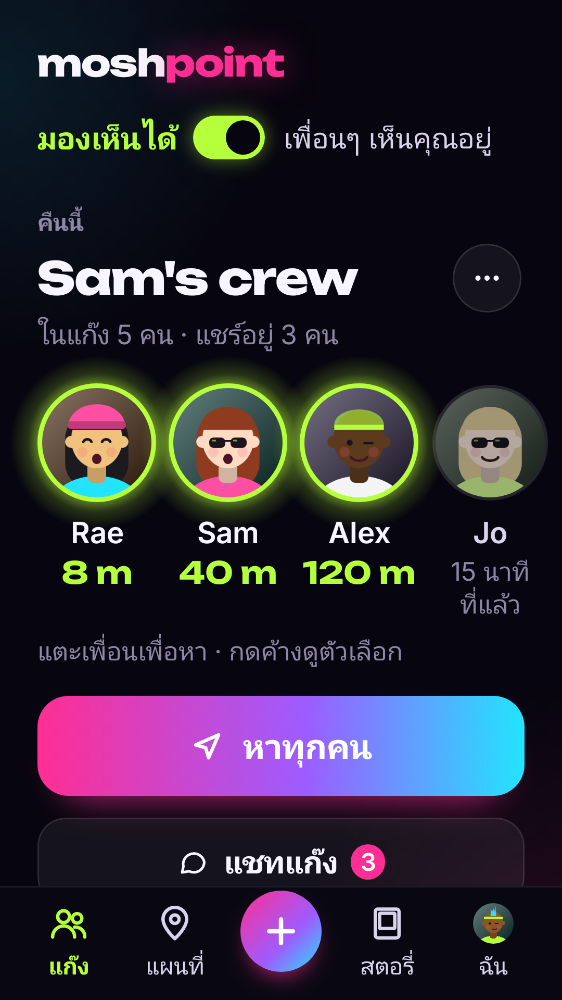 moshpoint
มองเห็นได้ เพื่อนๆ เห็นคุณอยู่
คืนนี้
Sam's crew
ในแก๊ง 5 คน · แชร์อยู่ 3 คน
Rae Sam Alex Jo
8 m 40 m 120 m 15 นาที
ที่แล้ว
แตะเพื่อนเพื่อหา · กดค้างดูตัวเลือก
หาทุกคน
แชทแก๊ง 3
แก๊ง แผนที่ สตอรี่ ฉัน